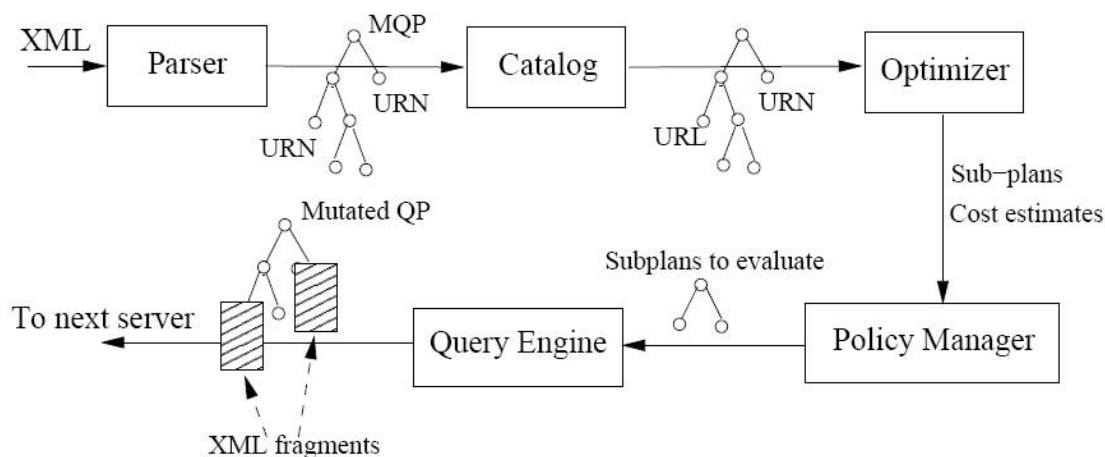 XML
Parser
MQP
URN
URN
Catalog
URL
URN
Optimizer
Sub-plans
Cost estimates
Policy Manager
Subplans to evaluate
Query Engine
Mutated QP
XML fragments
To next server